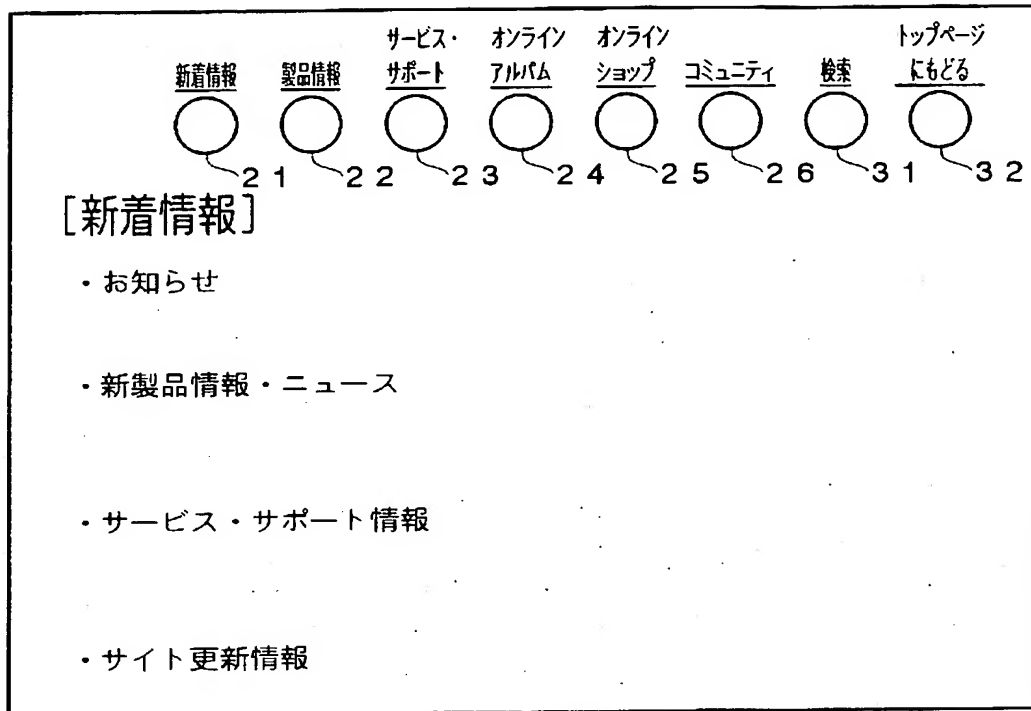 サービス・ オンライン オンライン トップページ
新着情報 製品情報 サポート アルバム ショップ コミュニティ 検索 にもどる
21 22 23 24 25 26 31 32
[新着情報]
・お知らせ
・新製品情報・ニュース
・サービス・サポート情報
・サイト更新情報